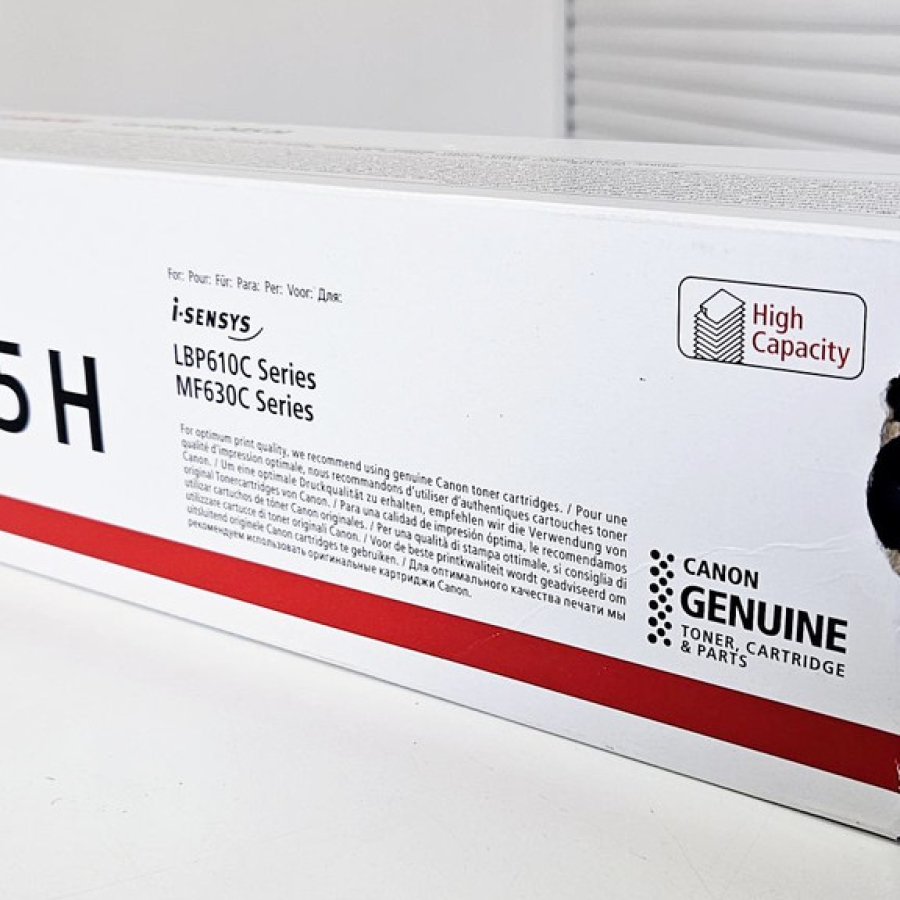 5H
For: Pour: Für: Para: Per: Voor: Для:
i-SENSYS
LBP610C Series
MF630C Series
For optimum print quality, we recommend using genuine Canon toner cartridges. / Pour une
qualité d'impression optimale, nous recommandons d'utiliser d'authentiques cartouches toner
Canon. / Um eine optimale Druckqualität zu erhalten, empfehlen wir die Verwendung von
original Tonercartridges von Canon. / Para una calidad de impresión óptima, le recomendamos
utilizar cartuchos de tóner Canon originales. / Per una qualità di stampa ottimale, si consiglia di
utilizzare cartucce di toner originali Canon. / Voor de beste printkwaliteit wordt geadviseerd om
uitsluitend originele Canon cartridges te gebruiken. / Для оптимального качества печати мы
рекомендуем использовать оригинальные картриджи Canon.
High
Capacity
CANON
GENUINE
TONER, CARTRIDGE
& PARTS